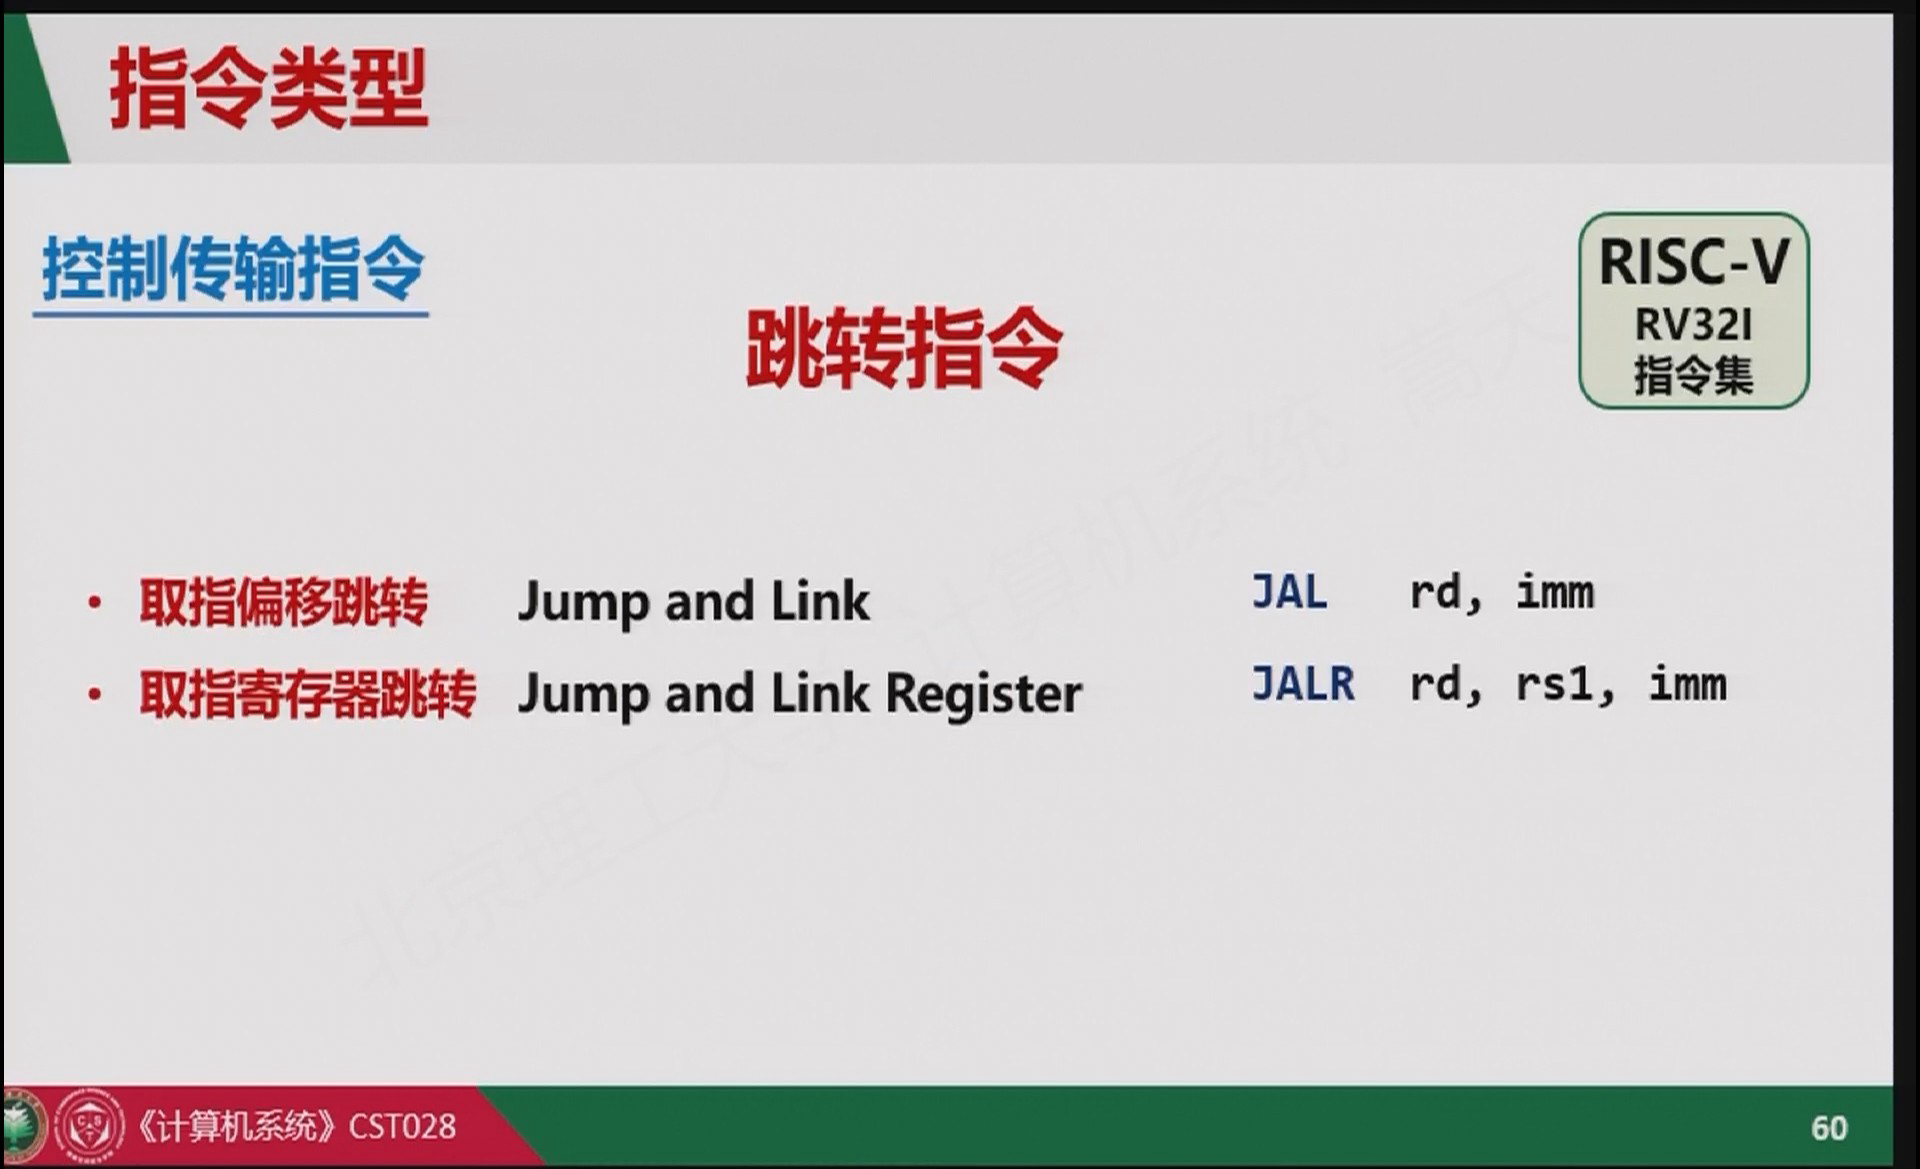 指令类型
控制传输指令
跳转指令
RISC-V
RV32I
指令集
• 取指偏移跳转 Jump and Link JAL rd, imm
• 取指寄存器跳转 Jump and Link Register JALR rd, rs1, imm
北京理工大学 计算机系统 嵩天
《计算机系统》CST028
60